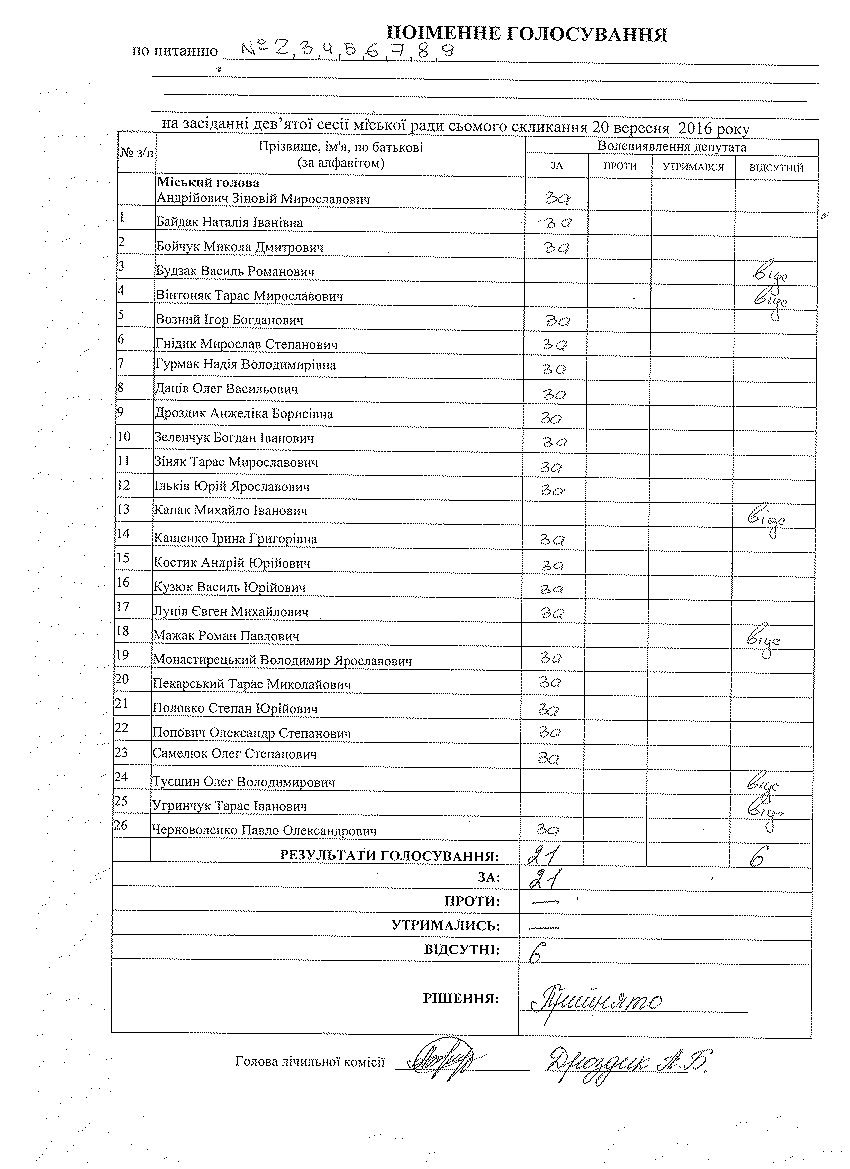 ПОІМЕННЕ ГОЛОСУВАННЯ
по питанню № 2, 3, 4, 5, 6, 7, 8, 9
на засіданні дев'ятої сесії міської ради сьомого скликання 20 вересня 2016 року
№ з/п Прізвище, ім'я, по батькові (за алфавітом) Волевиявлення депутата
ЗА ПРОТИ УТРИМАВСЯ ВІДСУТНІЙ
Міський голова
Андрійович Зіновій Мирославович за
1 Байдак Наталія Іванівна за
2 Бойчук Микола Дмитрович за
3 Будзак Василь Романович відс
4 Вінтоняк Тарас Мирославович відс
5 Возний Ігор Богданович за
6 Гнідик Мирослав Степанович за
7 Гурмак Надія Володимирівна за
8 Даців Олег Васильович за
9 Дроздик Анжеліка Борисівна за
10 Зеленчук Богдан Іванович за
11 Зіняк Тарас Мирославович за
12 Ільків Юрій Ярославович за
13 Капак Михайло Іванович відс
14 Кащенко Ірина Григорівна за
15 Костик Андрій Юрійович за
16 Кузюк Василь Юрійович за
17 Луців Євген Михайлович за
18 Мажак Роман Павлович відс
19 Монастирецький Володимир Ярославович за
20 Пекарський Тарас Миколайович за
21 Половко Степан Юрійович за
22 Попович Олександр Степанович за
23 Самелюк Олег Степанович за
24 Туєшин Олег Володимирович відс
25 Угринчук Тарас Іванович відс
26 Черноволенко Павло Олександрович за
РЕЗУЛЬТАТИ ГОЛОСУВАННЯ: 21 6
ЗА: 21
ПРОТИ: —
УТРИМАЛИСЬ: —
ВІДСУТНІ: 6
РІШЕННЯ: Прийнято
Голова лічильної комісії Дроздик А.Б.